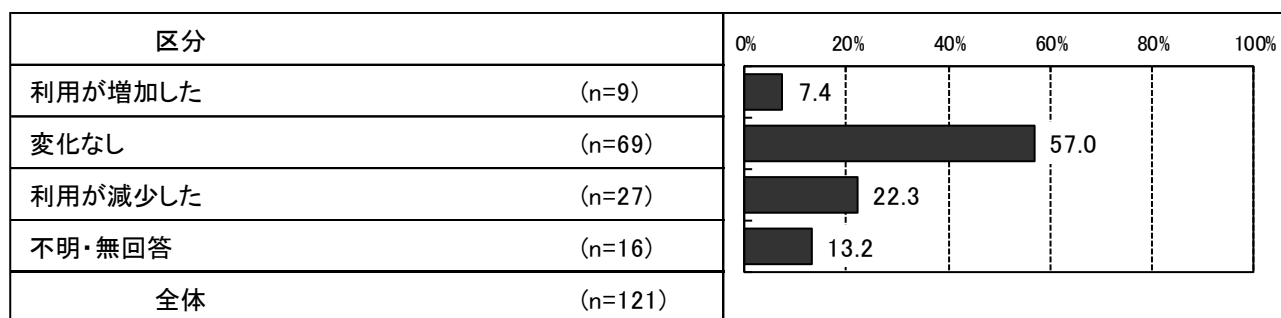 区分
0% 20% 40% 60% 80% 100%
利用が増加した (n=9) 7.4
変化なし (n=69) 57.0
利用が減少した (n=27) 22.3
不明・無回答 (n=16) 13.2
全体 (n=121)